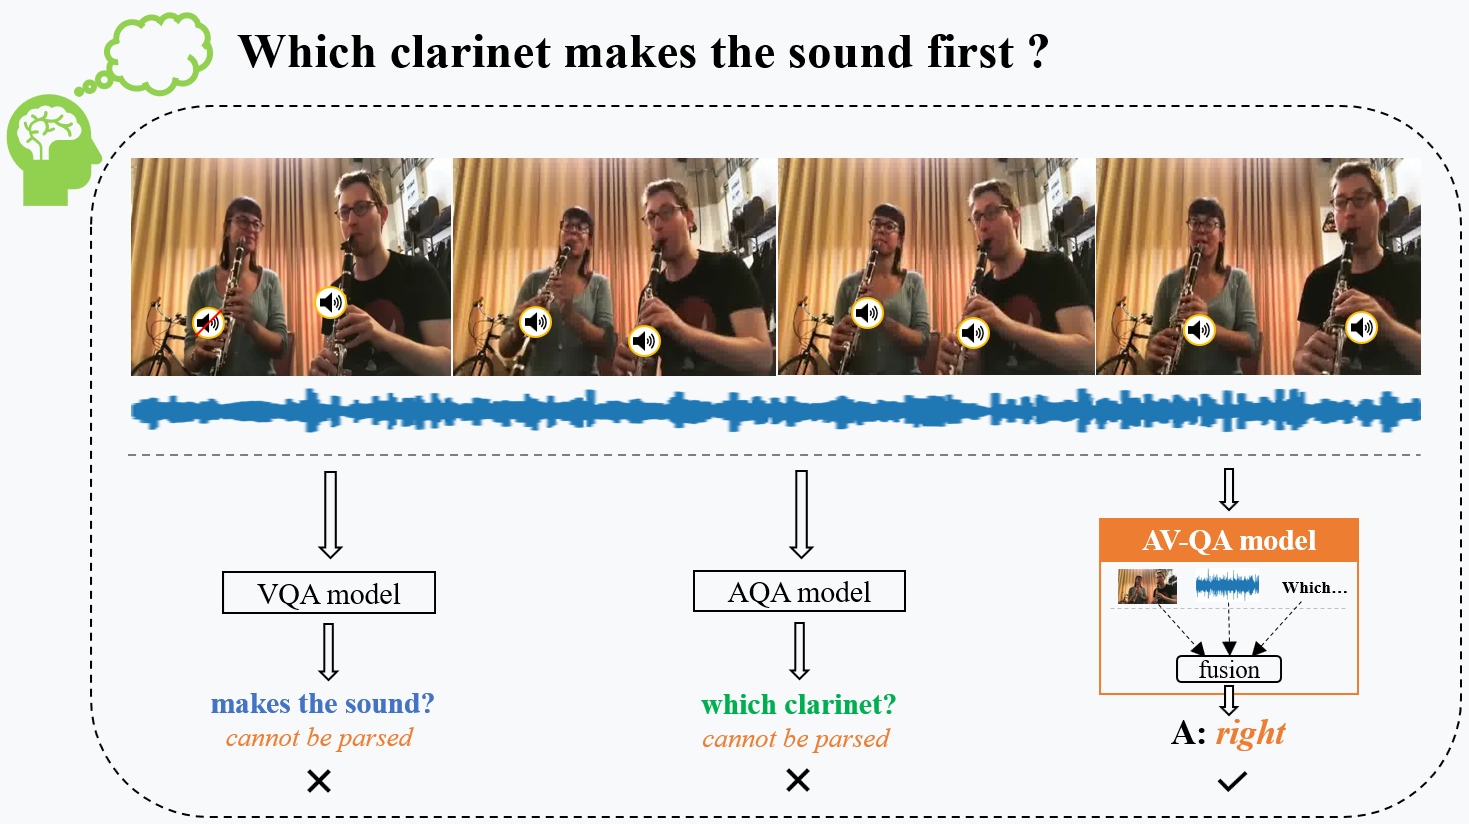 Which clarinet makes the sound first ?
VQA model
makes the sound?
cannot be parsed
AQA model
which clarinet?
cannot be parsed
AV-QA model
Which...
fusion
A: right